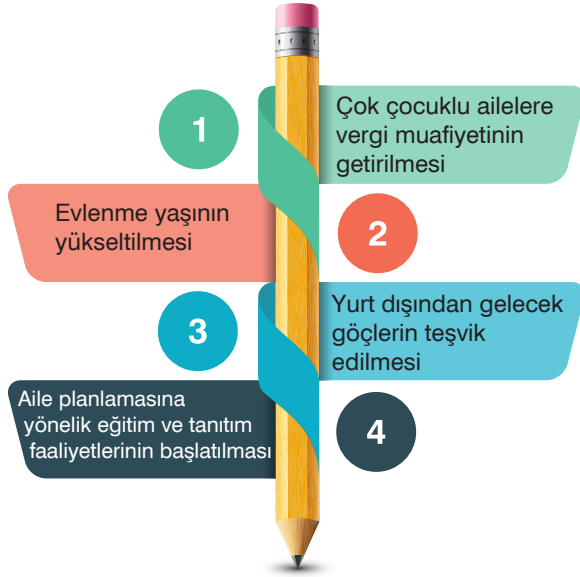 1
Çok çocuklu ailelere
vergi muafiyetinin
getirilmesi
Evlenme yaşının
yükseltilmesi
2
3
Yurt dışından gelecek
göçlerin teşvik
edilmesi
Aile planlamasına
yönelik eğitim ve tanıtım
faaliyetlerinin başlatılması
4